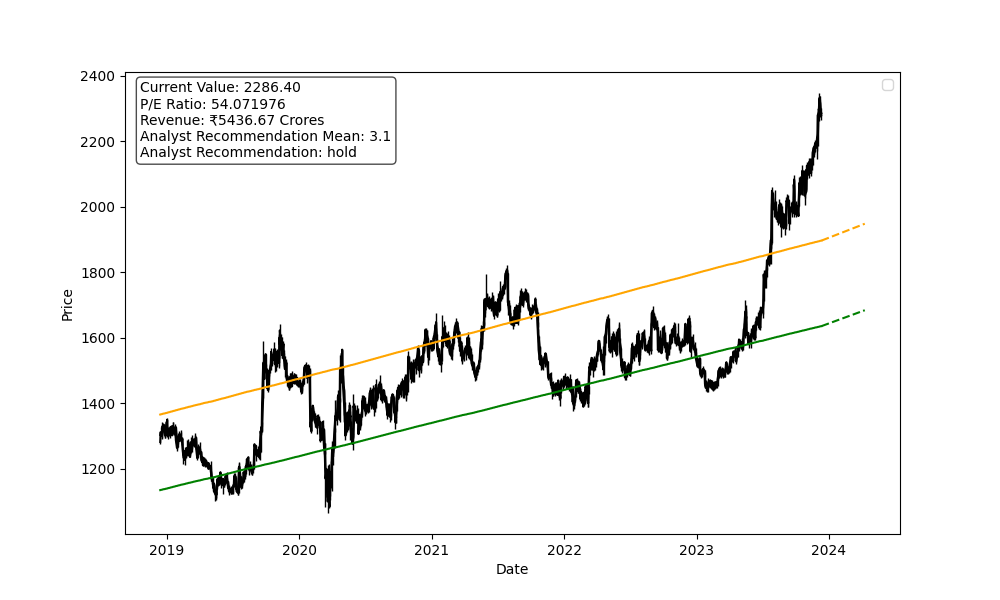 Current Value: 2286.40
P/E Ratio: 54.071976
Revenue: ₹5436.67 Crores
Analyst Recommendation Mean: 3.1
Analyst Recommendation: hold
2400
2200
2000
1800
1600
1400
1200
Price
2019 2020 2021 2022 2023 2024
Date